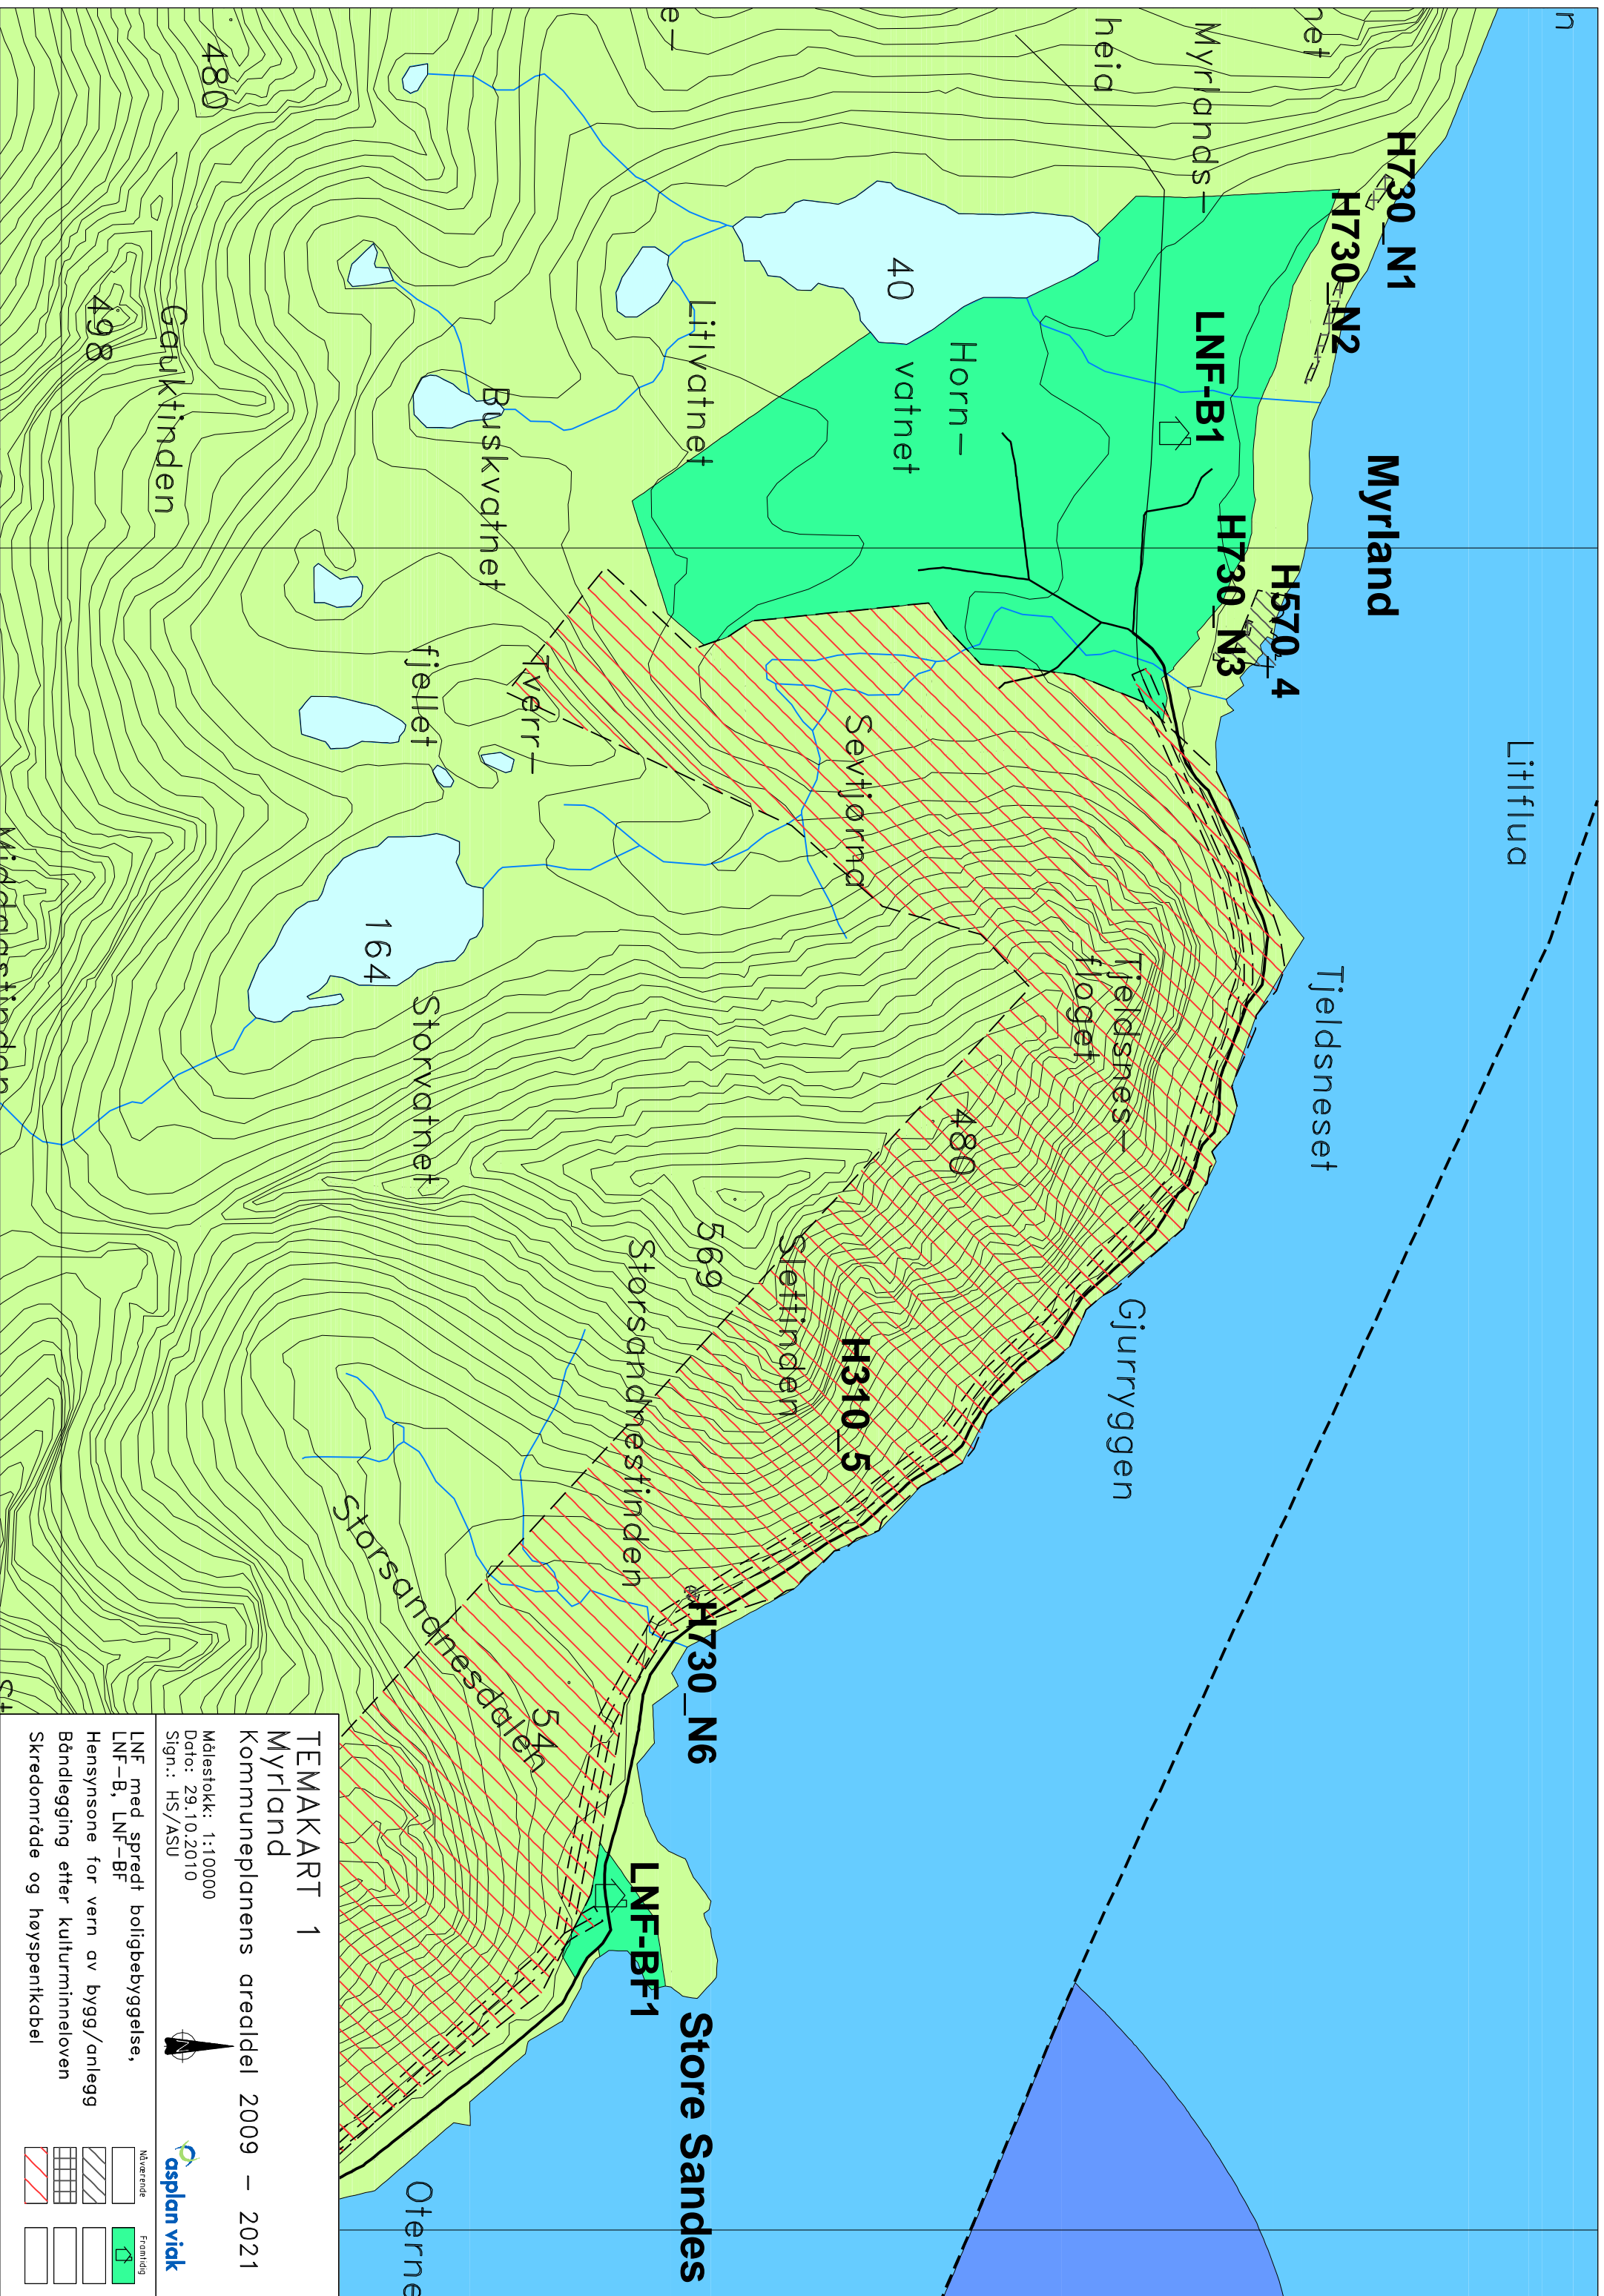 H730_N1
H730_N2
Myrlands–
heia
LNF-B1
Myrland
H570_4
H730_N3
40
Horn–
vatnet
Litlvatnet
Buskvatnet
Gauktinden
498
480
Tverr–
fjellet
Sevtjørna
Litlflua
Tjeldsneset
Tjeldsnes–
floget
480
164
Storvatnet
Gjurryggen
569
Slettinden
Storsandnestinden
H310_5
Storsandnesdalen
54
H730_N6
LNF-BF1
Store Sandes
TEMAKART 1
Myrland
Kommuneplanens arealdel 2009 – 2021
Målestokk: 1:10000
Dato: 29.10.2010
Sign.: HS/ASU
N
asplan viak
Nåværende
Framtidig
LNF med spredt boligbebyggelse,
LNF–B, LNF–BF
Hensynsone for vern av bygg/anlegg
Båndlegging etter kulturminneloven
Skredområde og høyspentkabel